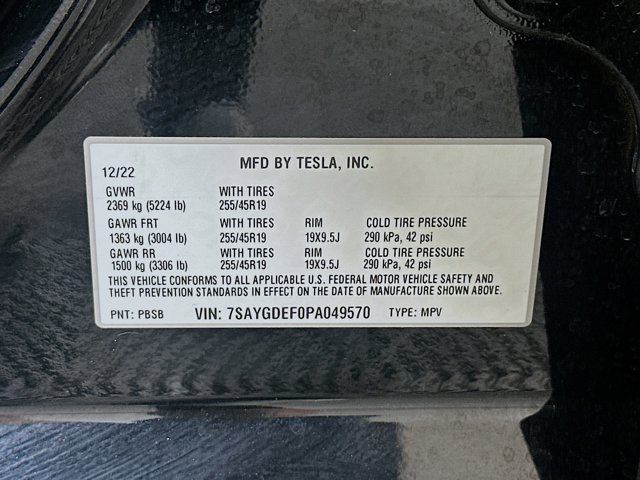 MFD BY TESLA, INC.
12/22
GVWR WITH TIRES
2369 kg (5224 lb) 255/45R19
GAWR FRT WITH TIRES RIM COLD TIRE PRESSURE
1363 kg (3004 lb) 255/45R19 19X9.5J 290 kPa, 42 psi
GAWR RR WITH TIRES RIM COLD TIRE PRESSURE
1500 kg (3306 lb) 255/45R19 19X9.5J 290 kPa, 42 psi
THIS VEHICLE CONFORMS TO ALL APPLICABLE U.S. FEDERAL MOTOR VEHICLE SAFETY AND
THEFT PREVENTION STANDARDS IN EFFECT ON THE DATE OF MANUFACTURE SHOWN ABOVE.
PNT: PBSB VIN: 7SAYGDEF0PA049570 TYPE: MPV